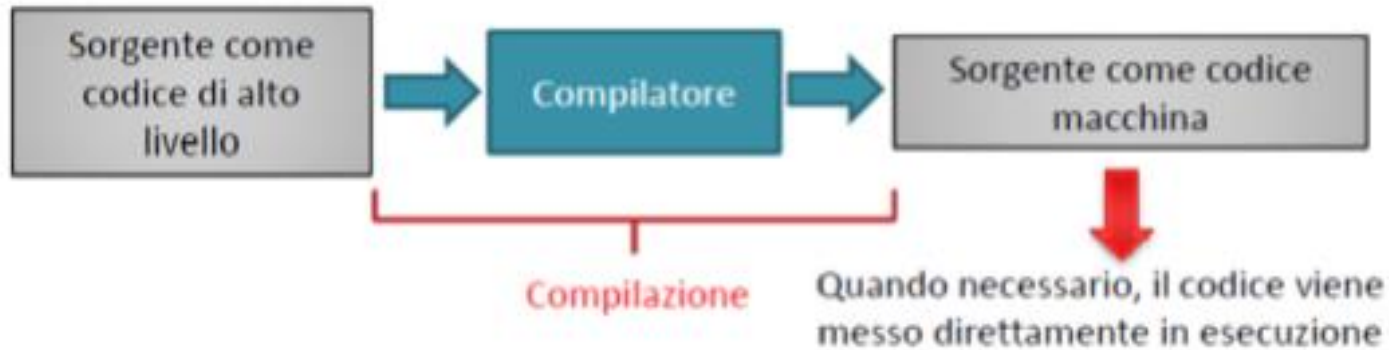 Sorgente come
codice di alto
livello
Compilatore
Sorgente come codice
macchina
Compilazione
Quando necessario, il codice viene
messo direttamente in esecuzione